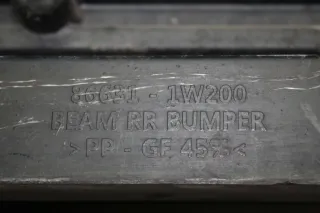 86631 - 1W200
BEAM RR BUMPER
>PP - GF 45%<